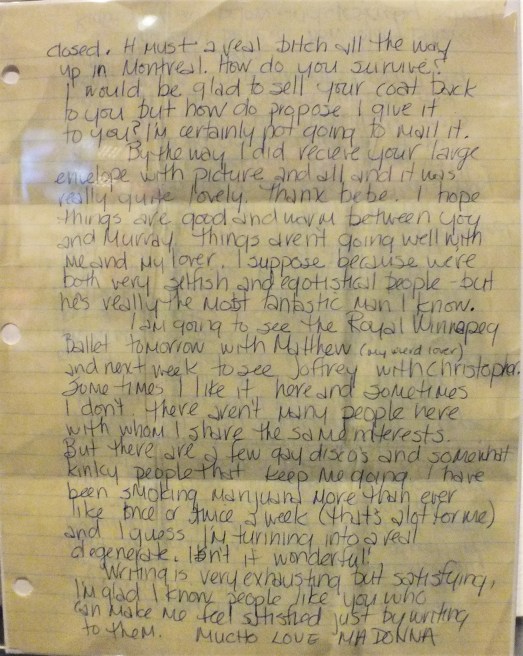 closed. It Must a real bitch all the way
up in Montreal. How do you survive?
I would be glad to sell your coat back
to you but how do propose I give it
to you? I'm certainly not going to mail it.
By the way I did recieve your large
envelope with picture and all and it was
really quite lovely. Thank bebe. I hope
things are good and warm between you
and Murray. Things aren't going well with
me and my lover. I suppose because were
both very selfish and egotistical people - but
he's really the most fantastic man I know.
I am going to see the Royal Winnapeg
Ballet tomorrow with Matthew (my weird lover)
and next week to see Joffrey with Christopher.
Sometimes I like it here and sometimes
I don't. There aren't many people here
with whom I share the same interests.
But there are a few gay disco's and somewhat
kinky people that keep me going. I have
been smoking marijuana more than ever
like once or twice a week (that's a lot for me)
and I guess I'm turinning into a real
degenerate. Isn't it wonderful!
Writing is very exhausting but satisfying,
I'm glad I know people like you who
can make me feel satisfied just by writing
to them. MUCHO LOVE MADONNA